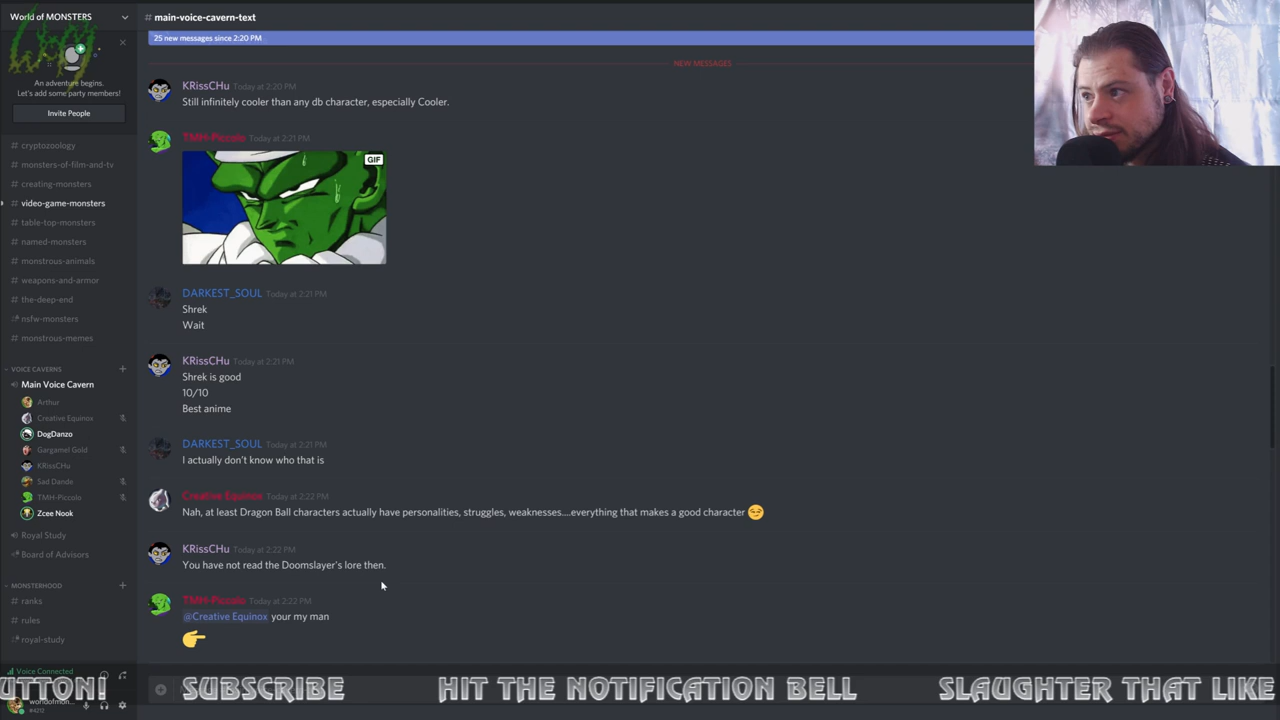 World of MONSTERS
# main-voice-cavern-text
25 new messages since 2:20 PM
NEW MESSAGES
An adventure begins.
Let's add some party members!
Invite People
# cryptozoology
# monsters-of-film-and-tv
# creating-monsters
# video-game-monsters
# table-top-monsters
# named-monsters
# monstrous-animals
# weapons-and-armor
# the-deep-end
# nsfw-monsters
# monstrous-memes
VOICE CAVERNS
Main Voice Cavern
Arthur
Creative Equinox
DogDanzo
Gargamel Gold
KRissCHu
Sad Dande
TMH-Piccolo
Zcee Nook
Royal Study
Board of Advisors
MONSTERHOOD
# ranks
# rules
# royal-study
Voice Connected
worldofmon...
#4212
KRissCHu Today at 2:20 PM
Still infinitely cooler than any db character, especially Cooler.
TMH-Piccolo Today at 2:21 PM
GIF
DARKEST_SOUL Today at 2:21 PM
Shrek
Wait
KRissCHu Today at 2:21 PM
Shrek is good
10/10
Best anime
DARKEST_SOUL Today at 2:21 PM
I actually don't know who that is
Creative Equinox Today at 2:22 PM
Nah, at least Dragon Ball characters actually have personalities, struggles, weaknesses....everything that makes a good character
KRissCHu Today at 2:22 PM
You have not read the Doomslayer's lore then.
TMH-Piccolo Today at 2:22 PM
@Creative Equinox your my man
UTTON! SUBSCRIBE HIT THE NOTIFICATION BELL SLAUGHTER THAT LIKE